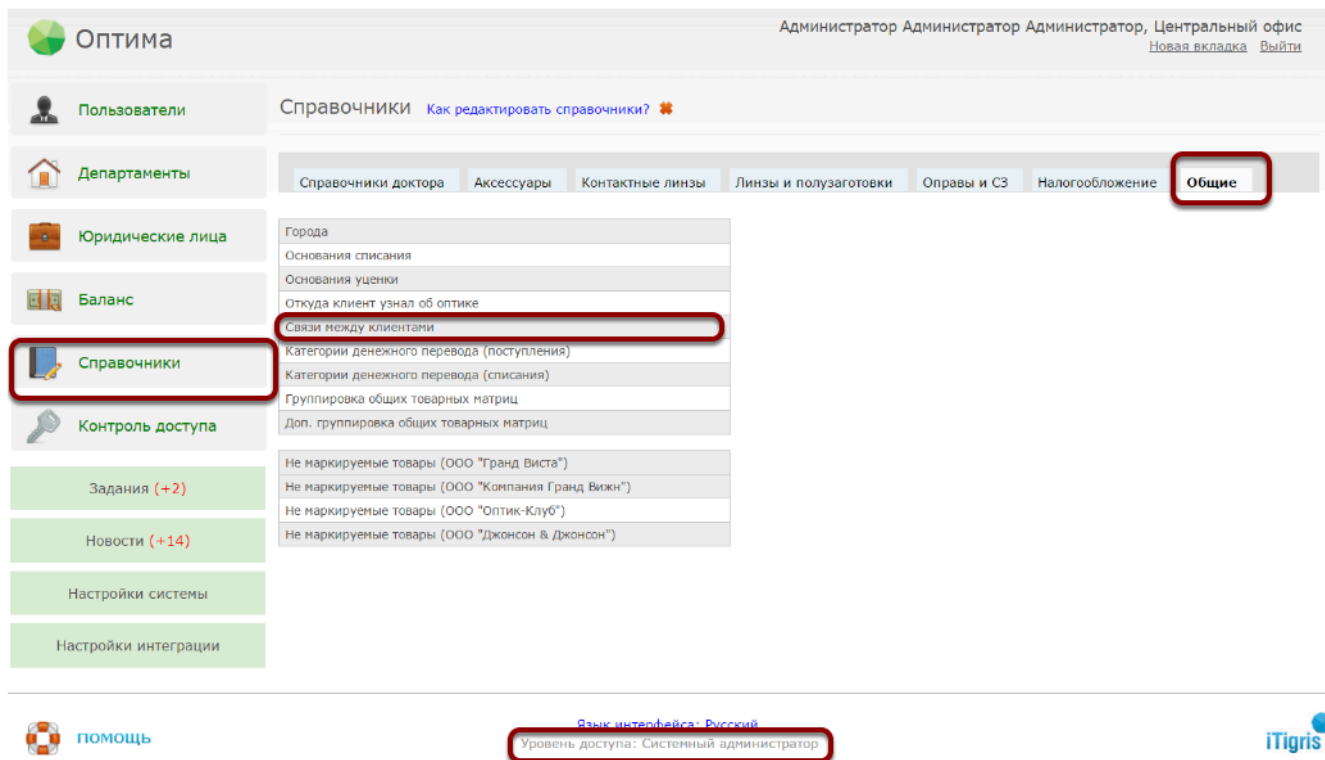 Оптима
Администратор Администратор Администратор, Центральный офис
Новая вкладка Выйти
Пользователи
Департаменты
Юридические лица
Баланс
Справочники
Контроль доступа
Задания (+2)
Новости (+14)
Настройки системы
Настройки интеграции
Справочники Как редактировать справочники?
Справочники доктора Аксессуары Контактные линзы Линзы и полузаготовки Оправы и СЗ Налогообложение Общие
Города
Основания списания
Основания уценки
Откуда клиент узнал об оптике
Связи между клиентами
Категории денежного перевода (поступления)
Категории денежного перевода (списания)
Группировка общих товарных матриц
Доп. группировка общих товарных матриц
Не маркируемые товары (ООО "Гранд Виста")
Не маркируемые товары (ООО "Компания Гранд Вижн")
Не маркируемые товары (ООО "Оптик-Клуб")
Не маркируемые товары (ООО "Джонсон & Джонсон")
помощь
Язык интерфейса: Русский
Уровень доступа: Системный администратор
iTigris